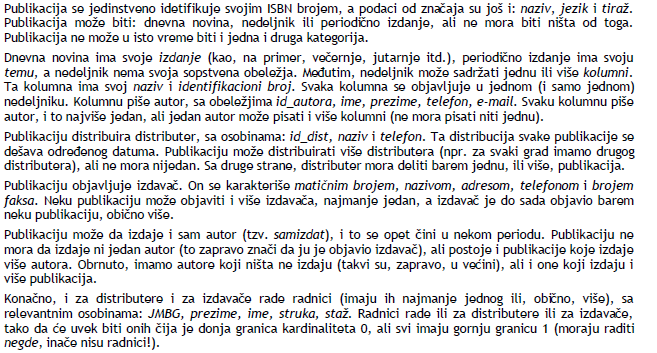 Publikacija se jedinstveno idetifikuje svojim ISBN brojem, a podaci od značaja su još i: naziv, jezik i tiraž.
Publikacija može biti: dnevna novina, nedeljnik ili periodično izdanje, ali ne mora biti ništa od toga.
Publikacija ne može u isto vreme biti i jedna i druga kategorija.
Dnevna novina ima svoje izdanje (kao, na primer, večernje, jutarnje itd.), periodično izdanje ima svoju
temu, a nedeljnik nema svoja sopstvena obeležja. Međutim, nedeljnik može sadržati jednu ili više kolumni.
Ta kolumna ima svoj naziv i identifikacioni broj. Svaka kolumna se objavljuje u jednom (i samo jednom)
nedeljniku. Kolumnu piše autor, sa obeležjima id_autora, ime, prezime, telefon, e-mail. Svaku kolumnu piše
autor, i to najviše jedan, ali jedan autor može pisati i više kolumni (ne mora pisati niti jednu).
Publikaciju distribuira distributer, sa osobinama: id_dist, naziv i telefon. Ta distribucija svake publikacije se
dešava određenog datuma. Publikaciju može distribuirati više distributera (npr. za svaki grad imamo drugog
distributera), ali ne mora nijedan. Sa druge strane, distributer mora deliti barem jednu, ili više, publikacija.
Publikaciju objavljuje izdavač. On se karakteriše matičnim brojem, nazivom, adresom, telefonom i brojem
faksa. Neku publikaciju može objaviti i više izdavača, najmanje jedan, a izdavač je do sada objavio barem
neku publikaciju, obično više.
Publikaciju može da izdaje i sam autor (tzv. samizdat), i to se opet čini u nekom periodu. Publikaciju ne
mora da izdaje ni jedan autor (to zapravo znači da ju je objavio izdavač), ali postoje i publikacije koje izdaje
više autora. Obrnuto, imamo autore koji ništa ne izdaju (takvi su, zapravo, u većini), ali i one koji izdaju i
više publikacija.
Konačno, i za distributere i za izdavače rade radnici (imaju ih najmanje jednog ili, obično, više), sa
relevantnim osobinama: JMBG, prezime, ime, struka, staž. Radnici rade ili za distributere ili za izdavače,
tako da će uvek biti onih čija je donja granica kardinaliteta 0, ali svi imaju gornju granicu 1 (moraju raditi
negde, inače nisu radnici!).